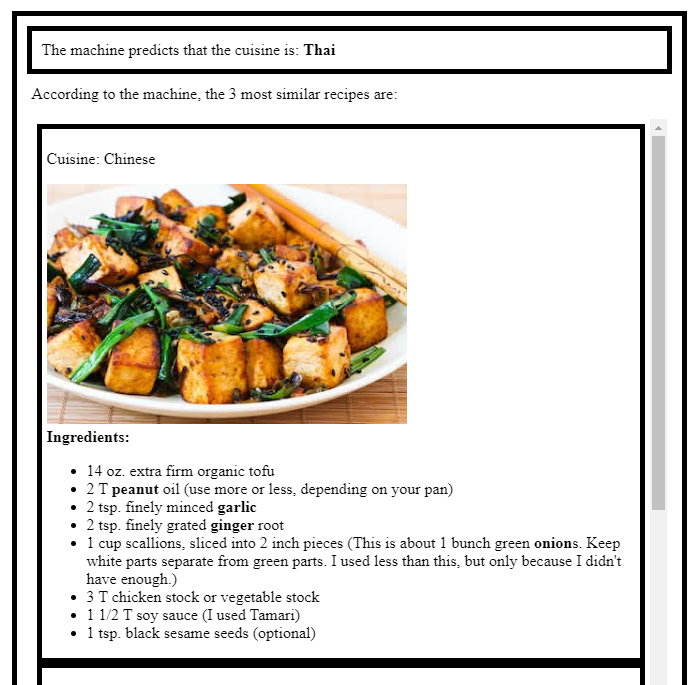 The machine predicts that the cuisine is: Thai
According to the machine, the 3 most similar recipes are:
Cuisine: Chinese
Ingredients:
14 oz. extra firm organic tofu
2 T peanut oil (use more or less, depending on your pan)
2 tsp. finely minced garlic
2 tsp. finely grated ginger root
1 cup scallions, sliced into 2 inch pieces (This is about 1 bunch green onions. Keep
white parts separate from green parts. I used less than this, but only because I didn't
have enough.)
3 T chicken stock or vegetable stock
1 1/2 T soy sauce (I used Tamari)
1 tsp. black sesame seeds (optional)